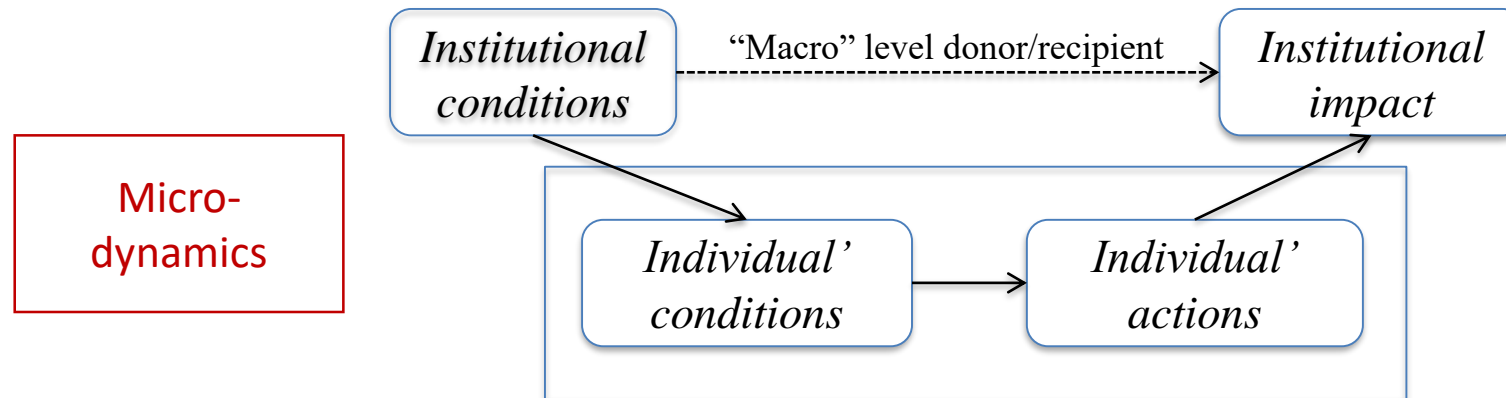 Institutional
conditions
“Macro” level donor/recipient
Institutional
impact
Micro-
dynamics
Individual’
conditions
Individual’
actions